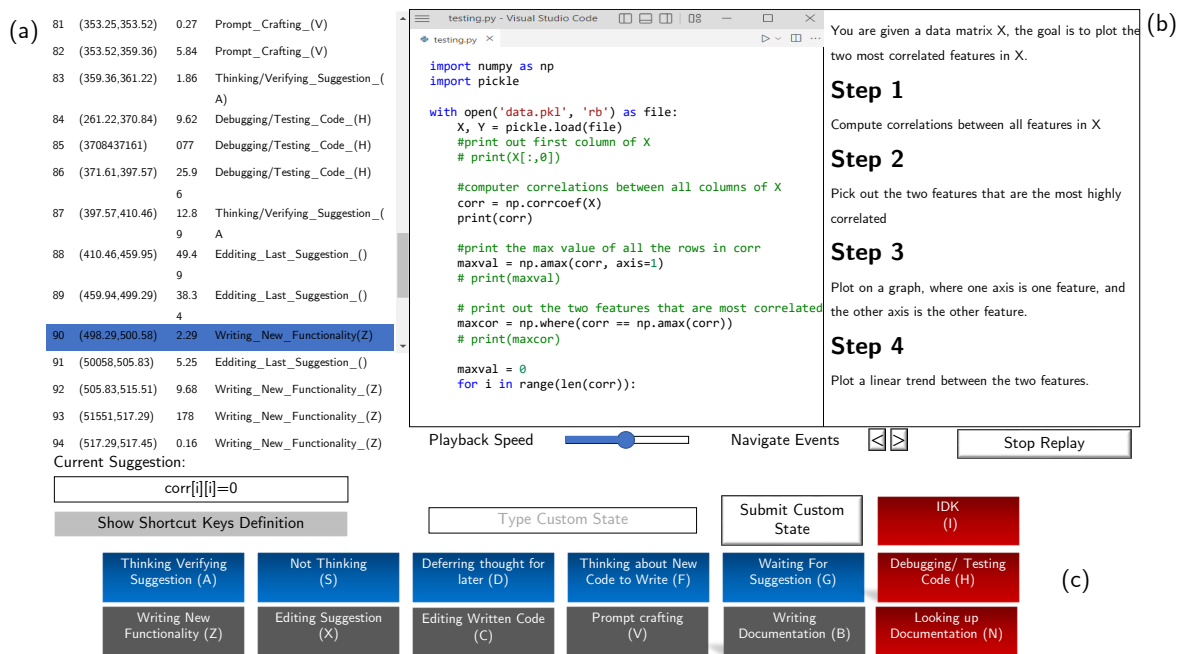 (a)
81 (353.25,353.52) 0.27 Prompt_Crafting_(V)
82 (353.52,359.36) 5.84 Prompt_Crafting_(V)
83 (359.36,361.22) 1.86 Thinking/Verifying_Suggestion_(
A)
84 (261.22,370.84) 9.62 Debugging/Testing_Code_(H)
85 (3708437161) 077 Debugging/Testing_Code_(H)
86 (371.61,397.57) 25.9 Debugging/Testing_Code_(H)
6
87 (397.57,410.46) 12.8 Thinking/Verifying_Suggestion_(
9 A
88 (410.46,459.95) 49.4 Edditing_Last_Suggestion_()
9
89 (459.94,499.29) 38.3 Edditing_Last_Suggestion_()
4
90 (498.29,500.58) 2.29 Writing_New_Functionality(Z)
91 (50058,505.83) 5.25 Edditing_Last_Suggestion_()
92 (505.83,515.51) 9.68 Writing_New_Functionality_(Z)
93 (51551,517.29) 178 Writing_New_Functionality_(Z)
94 (517.29,517.45) 0.16 Writing_New_Functionality_(Z)
testing.py - Visual Studio Code
testing.py
import numpy as np
import pickle
with open('data.pkl', 'rb') as file:
X, Y = pickle.load(file)
#print out first column of X
# print(X[:,0])
#computer correlations between all columns of X
corr = np.corrcoef(X)
print(corr)
#print the max value of all the rows in corr
maxval = np.amax(corr, axis=1)
# print(maxval)
# print out the two features that are most correlated
maxcor = np.where(corr == np.amax(corr))
# print(maxcor)
maxval = 0
for i in range(len(corr)):
(b)
You are given a data matrix X, the goal is to plot the
two most correlated features in X.
Step 1
Compute correlations between all features in X
Step 2
Pick out the two features that are the most highly
correlated
Step 3
Plot on a graph, where one axis is one feature, and
the other axis is the other feature.
Step 4
Plot a linear trend between the two features.
Playback Speed
Navigate Events
< >
Stop Replay
Current Suggestion:
corr[i][i]=0
Show Shortcut Keys Definition
Type Custom State
Submit Custom
State
IDK
(I)
Thinking Verifying
Suggestion (A)
Not Thinking
(S)
Deferring thought for
later (D)
Thinking about New
Code to Write (F)
Waiting For
Suggestion (G)
Debugging/ Testing
Code (H)
(c)
Writing New
Functionality (Z)
Editing Suggestion
(X)
Editing Written Code
(C)
Prompt crafting
(V)
Writing
Documentation (B)
Looking up
Documentation (N)